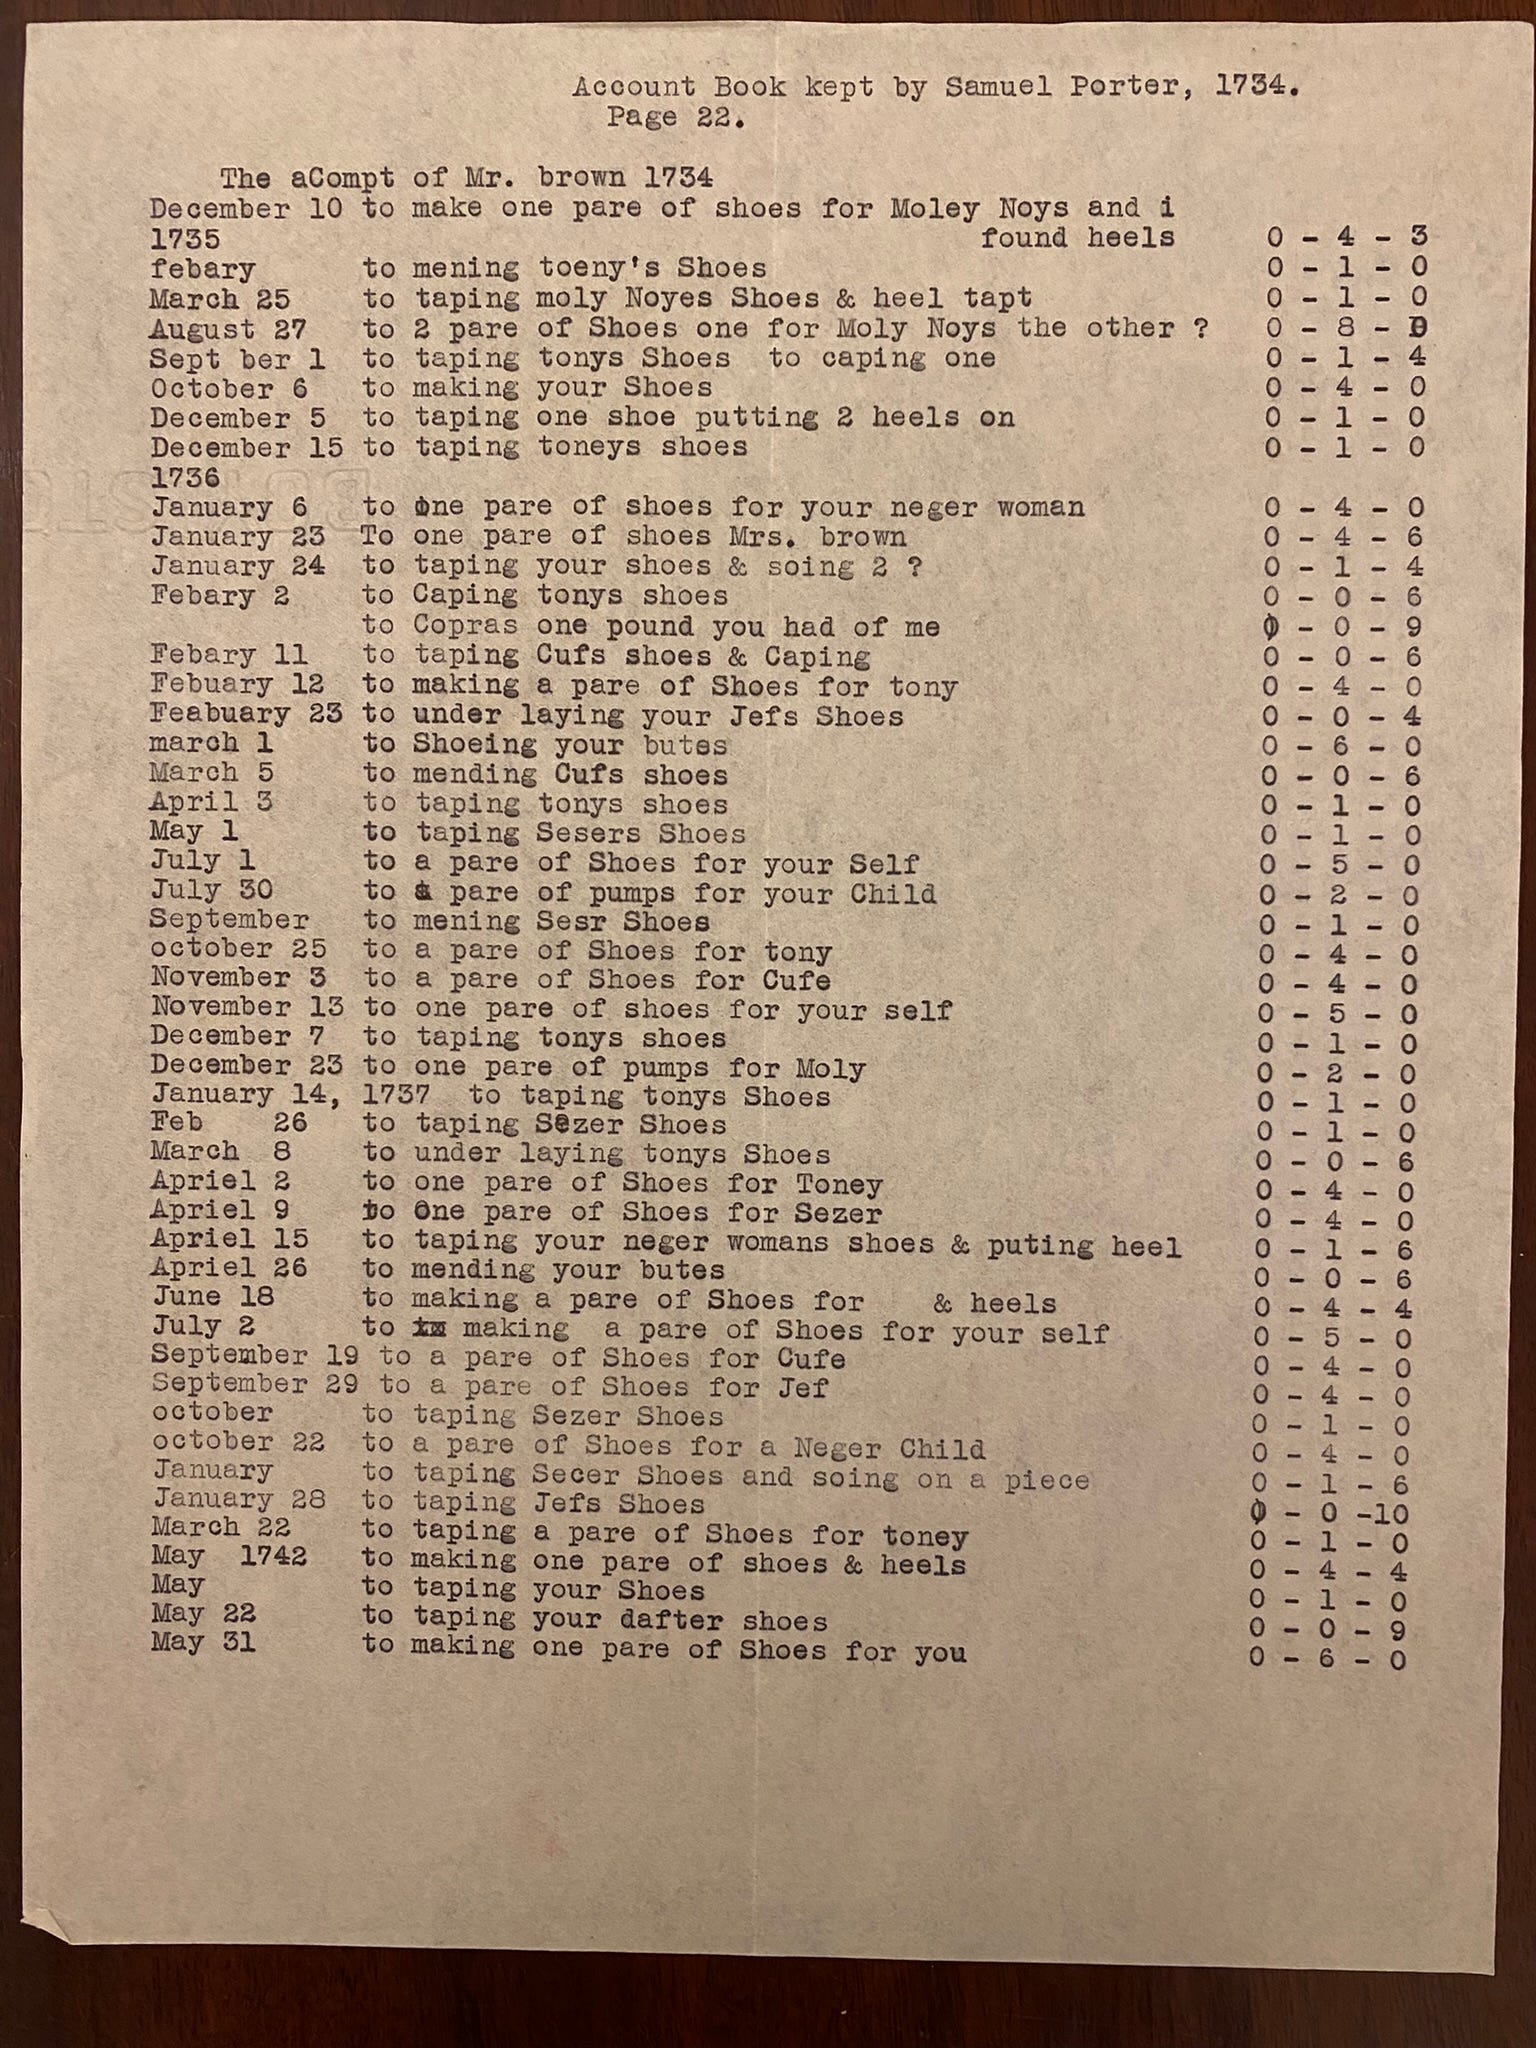 Account Book kept by Samuel Porter, 1734.
Page 22.
The aCompt of Mr. brown 1734
December 10 to make one pare of shoes for Moley Noys and i
1735 found heels 0 - 4 - 3
febary to mening toeny's Shoes 0 - 1 - 0
March 25 to taping moly Noyes Shoes & heel tapt 0 - 1 - 0
August 27 to 2 pare of Shoes one for Moly Noys the other ? 0 - 8 - 0
Sept ber 1 to taping tonys Shoes to caping one 0 - 1 - 4
October 6 to making your Shoes 0 - 4 - 0
December 5 to taping one shoe putting 2 heels on 0 - 1 - 0
December 15 to taping toneys shoes 0 - 1 - 0
1736
January 6 to one pare of shoes for your neger woman 0 - 4 - 0
January 23 To one pare of shoes Mrs. brown 0 - 4 - 6
January 24 to taping your shoes & soing 2 ? 0 - 1 - 4
Febary 2 to Caping tonys shoes 0 - 0 - 6
to Copras one pound you had of me 0 - 0 - 9
Febary 11 to taping Cufs shoes & Caping 0 - 0 - 6
Febuary 12 to making a pare of Shoes for tony 0 - 4 - 0
Feabuary 23 to under laying your Jefs Shoes 0 - 0 - 4
march 1 to Shoeing your butes 0 - 6 - 0
March 5 to mending Cufs shoes 0 - 0 - 6
April 3 to taping tonys shoes 0 - 1 - 0
May 1 to taping Sesers Shoes 0 - 1 - 0
July 1 to a pare of Shoes for your Self 0 - 5 - 0
July 30 to a pare of pumps for your Child 0 - 2 - 0
September to mening Sesr Shoes 0 - 1 - 0
october 25 to a pare of Shoes for tony 0 - 4 - 0
November 3 to a pare of Shoes for Cufe 0 - 4 - 0
November 13 to one pare of shoes for your self 0 - 5 - 0
December 7 to taping tonys shoes 0 - 1 - 0
December 23 to one pare of pumps for Moly 0 - 2 - 0
January 14, 1737 to taping tonys Shoes 0 - 1 - 0
Feb 26 to taping Sezer Shoes 0 - 1 - 0
March 8 to under laying tonys Shoes 0 - 0 - 6
Apriel 2 to one pare of Shoes for Toney 0 - 4 - 0
Apriel 9 to One pare of Shoes for Sezer 0 - 4 - 0
Apriel 15 to taping your neger womans shoes & puting heel 0 - 1 - 6
Apriel 26 to mending your butes 0 - 0 - 6
June 18 to making a pare of Shoes for & heels 0 - 4 - 4
July 2 to making a pare of Shoes for your self 0 - 5 - 0
September 19 to a pare of Shoes for Cufe 0 - 4 - 0
September 29 to a pare of Shoes for Jef 0 - 4 - 0
october to taping Sezer Shoes 0 - 1 - 0
october 22 to a pare of Shoes for a Neger Child 0 - 4 - 0
January to taping Secer Shoes and soing on a piece 0 - 1 - 6
January 28 to taping Jefs Shoes 0 - 0 -10
March 22 to taping a pare of Shoes for toney 0 - 1 - 0
May 1742 to making one pare of shoes & heels 0 - 4 - 4
May to taping your Shoes 0 - 1 - 0
May 22 to taping your dafter shoes 0 - 0 - 9
May 31 to making one pare of Shoes for you 0 - 6 - 0